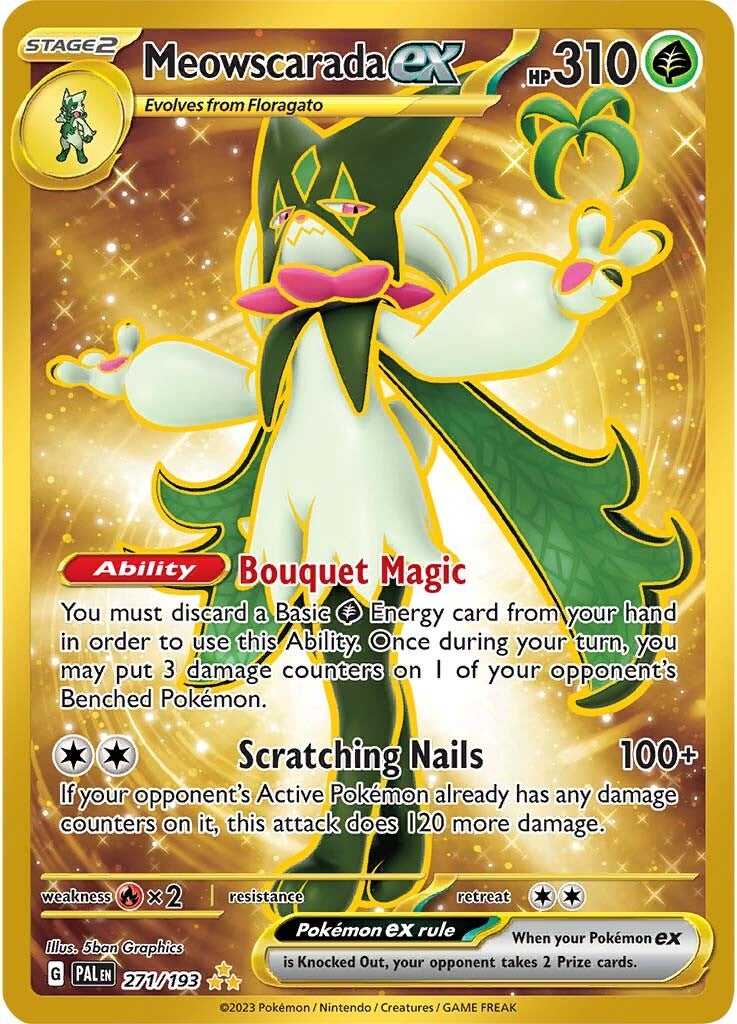 STAGE2
Meowscarada ex
HP 310
Evolves from Floragato
Ability Bouquet Magic
You must discard a Basic Energy card from your hand
in order to use this Ability. Once during your turn, you
may put 3 damage counters on 1 of your opponent's
Benched Pokémon.
Scratching Nails 100+
If your opponent's Active Pokémon already has any damage
counters on it, this attack does 120 more damage.
weakness ×2 resistance retreat
Illus. 5ban Graphics
Pokémon ex rule
When your Pokémon ex
is Knocked Out, your opponent takes 2 Prize cards.
G PAL EN 271/193
©2023 Pokémon / Nintendo / Creatures / GAME FREAK